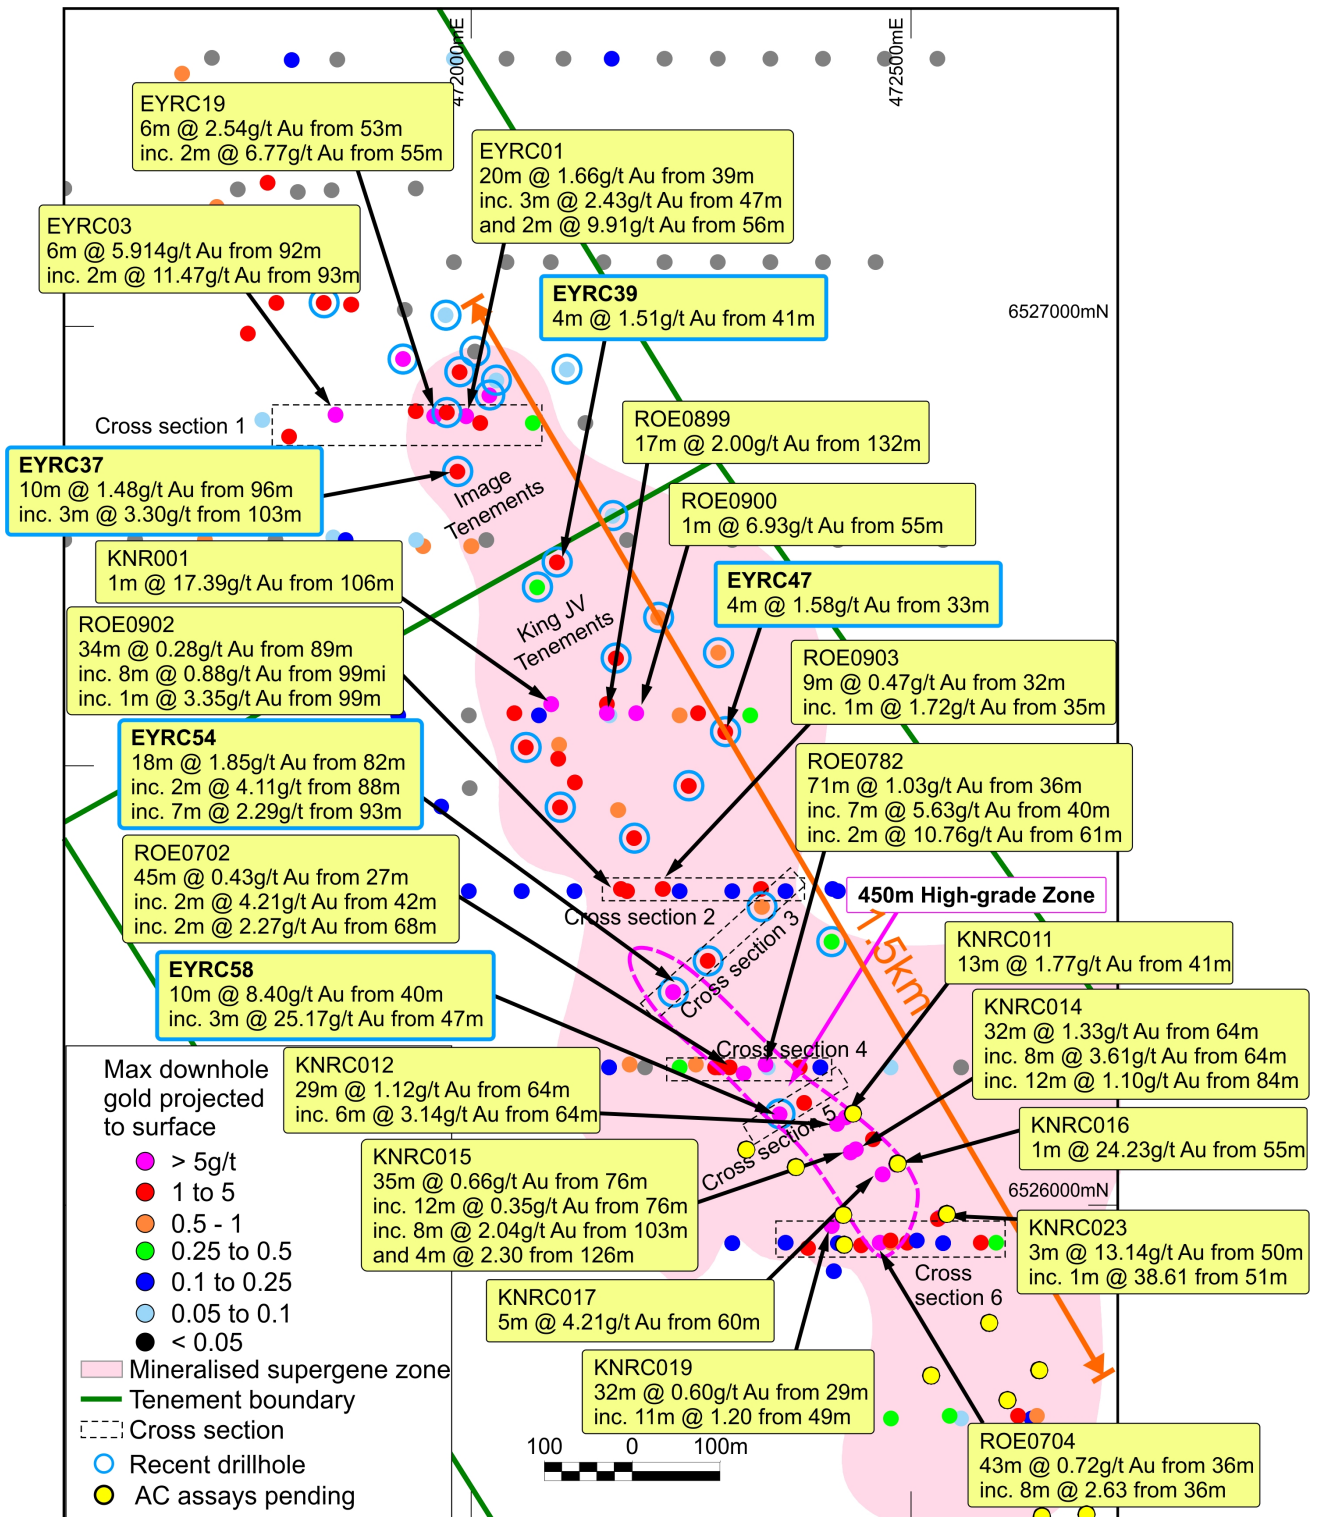 472000mE
472500mE
EYRC19
6m @ 2.54g/t Au from 53m
inc. 2m @ 6.77g/t Au from 55m
EYRC01
20m @ 1.66g/t Au from 39m
inc. 3m @ 2.43g/t Au from 47m
and 2m @ 9.91g/t Au from 56m
EYRC03
6m @ 5.914g/t Au from 92m
inc. 2m @ 11.47g/t Au from 93m
EYRC39
4m @ 1.51g/t Au from 41m
6527000mN
ROE0899
17m @ 2.00g/t Au from 132m
Cross section 1
EYRC37
10m @ 1.48g/t Au from 96m
inc. 3m @ 3.30g/t from 103m
Image
Tenements
ROE0900
1m @ 6.93g/t Au from 55m
KNR001
1m @ 17.39g/t Au from 106m
EYRC47
4m @ 1.58g/t Au from 33m
King JV
Tenements
ROE0902
34m @ 0.28g/t Au from 89m
inc. 8m @ 0.88g/t Au from 99mi
inc. 1m @ 3.35g/t Au from 99m
ROE0903
9m @ 0.47g/t Au from 32m
inc. 1m @ 1.72g/t Au from 35m
EYRC54
18m @ 1.85g/t Au from 82m
inc. 2m @ 4.11g/t from 88m
inc. 7m @ 2.29g/t from 93m
ROE0782
71m @ 1.03g/t Au from 36m
inc. 7m @ 5.63g/t Au from 40m
inc. 2m @ 10.76g/t Au from 61m
ROE0702
45m @ 0.43g/t Au from 27m
inc. 2m @ 4.21g/t Au from 42m
inc. 2m @ 2.27g/t Au from 68m
450m High-grade Zone
Cross section 2
Cross section 3
1.5km
KNRC011
13m @ 1.77g/t Au from 41m
EYRC58
10m @ 8.40g/t Au from 40m
inc. 3m @ 25.17g/t Au from 47m
KNRC014
32m @ 1.33g/t Au from 64m
inc. 8m @ 3.61g/t Au from 64m
inc. 12m @ 1.10g/t Au from 84m
Cross section 4
KNRC012
29m @ 1.12g/t Au from 64m
inc. 6m @ 3.14g/t Au from 64m
Cross section 5
KNRC016
1m @ 24.23g/t Au from 55m
KNRC015
35m @ 0.66g/t Au from 76m
inc. 12m @ 0.35g/t Au from 76m
inc. 8m @ 2.04g/t Au from 103m
and 4m @ 2.30 from 126m
6526000mN
KNRC023
3m @ 13.14g/t Au from 50m
inc. 1m @ 38.61 from 51m
Cross
section 6
KNRC017
5m @ 4.21g/t Au from 60m
KNRC019
32m @ 0.60g/t Au from 29m
inc. 11m @ 1.20 from 49m
ROE0704
43m @ 0.72g/t Au from 36m
inc. 8m @ 2.63 from 36m
Max downhole
gold projected
to surface
> 5g/t
1 to 5
0.5 - 1
0.25 to 0.5
0.1 to 0.25
0.05 to 0.1
< 0.05
Mineralised supergene zone
Tenement boundary
Cross section
Recent drillhole
AC assays pending
100 0 100m